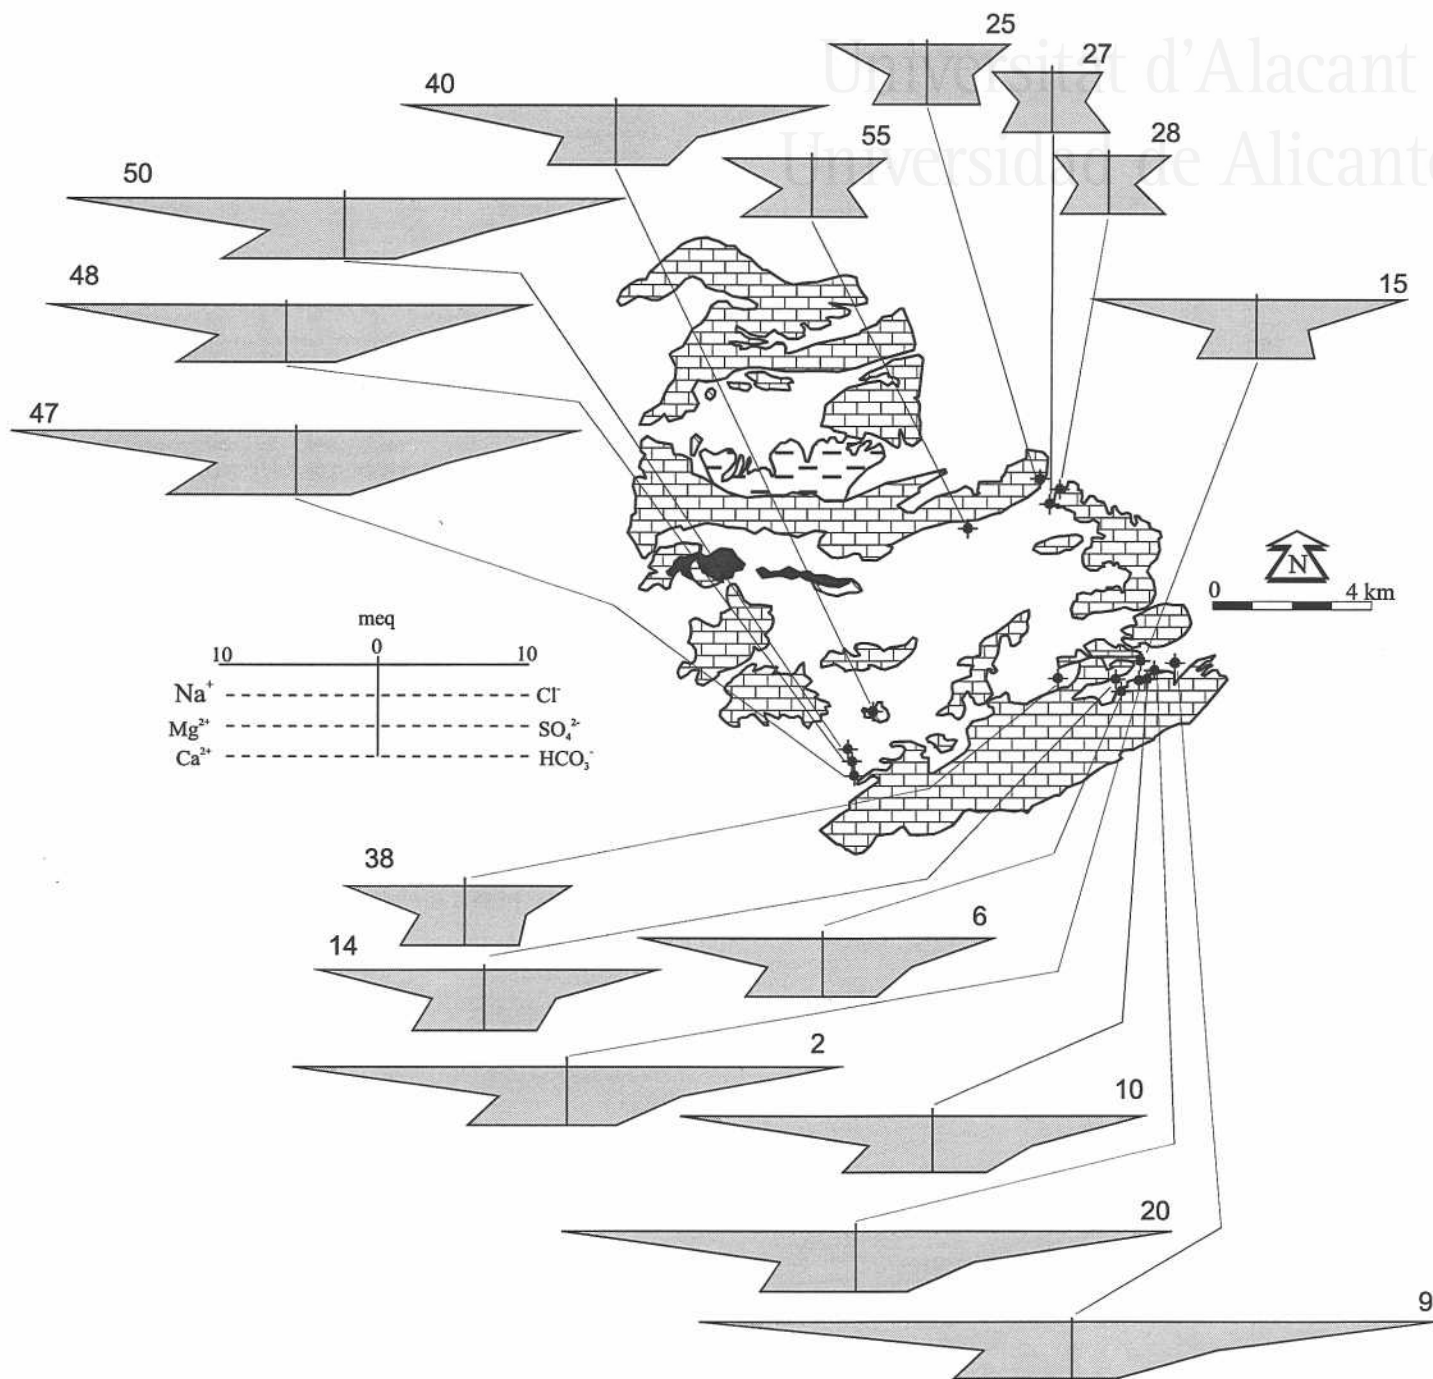 Universitat d'Alacant
Universidad de Alicante
25
27
40
55
28
50
48
15
47
N
0 4 km
meq
10 0 10
Na⁺ Cl⁻
Mg²⁺ SO₄²⁻
Ca²⁺ HCO₃⁻
38
6
14
2
10
20
9